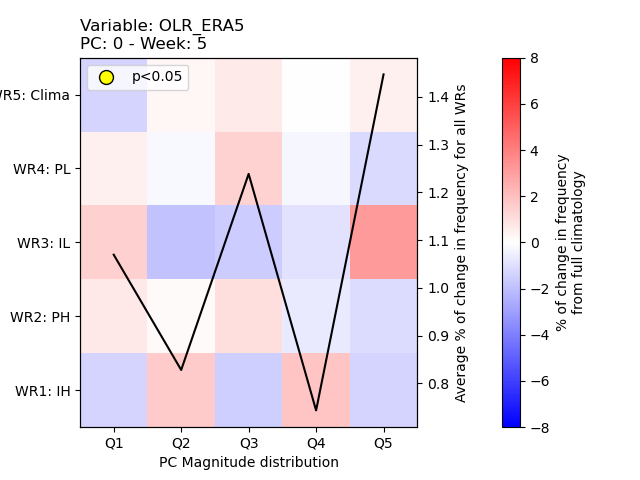 Variable: OLR_ERA5
PC: 0 - Week: 5
p<0.05
WR5: Clima
WR4: PL
WR3: IL
WR2: PH
WR1: IH
Q1 Q2 Q3 Q4 Q5
PC Magnitude distribution
1.4
1.3
1.2
1.1
1.0
0.9
0.8
Average % of change in frequency for all WRs
8
6
4
2
0
−2
−4
−6
−8
% of change in frequency
from full climatology